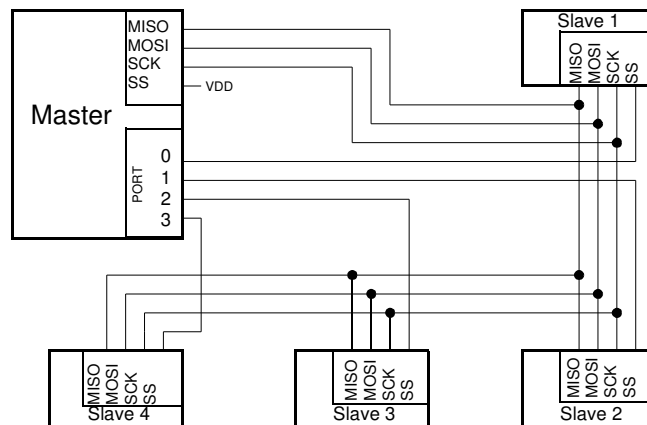 MISO
MOSI
SCK
SS
VDD
Master
PORT
0
1
2
3
Slave 1
MISO
MOSI
SCK
SS
MISO
MOSI
SCK
SS
Slave 4
MISO
MOSI
SCK
SS
Slave 3
MISO
MOSI
SCK
SS
Slave 2